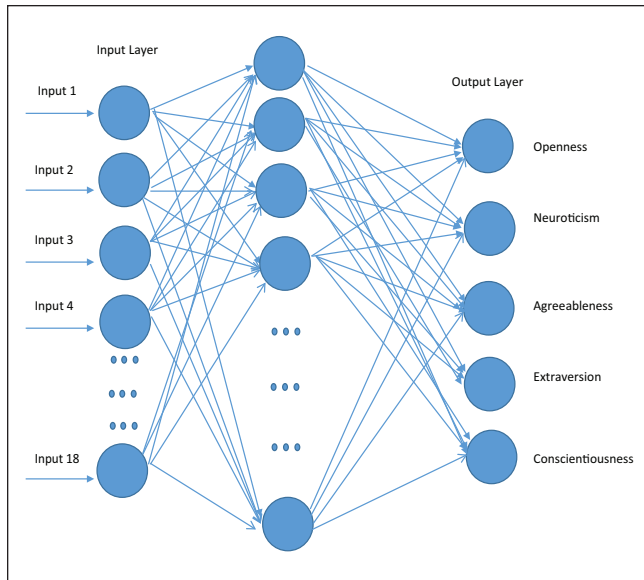 Input Layer
Output Layer
Input 1
Input 2
Input 3
Input 4
Input 18
Openness
Neuroticism
Agreeableness
Extraversion
Conscientiousness